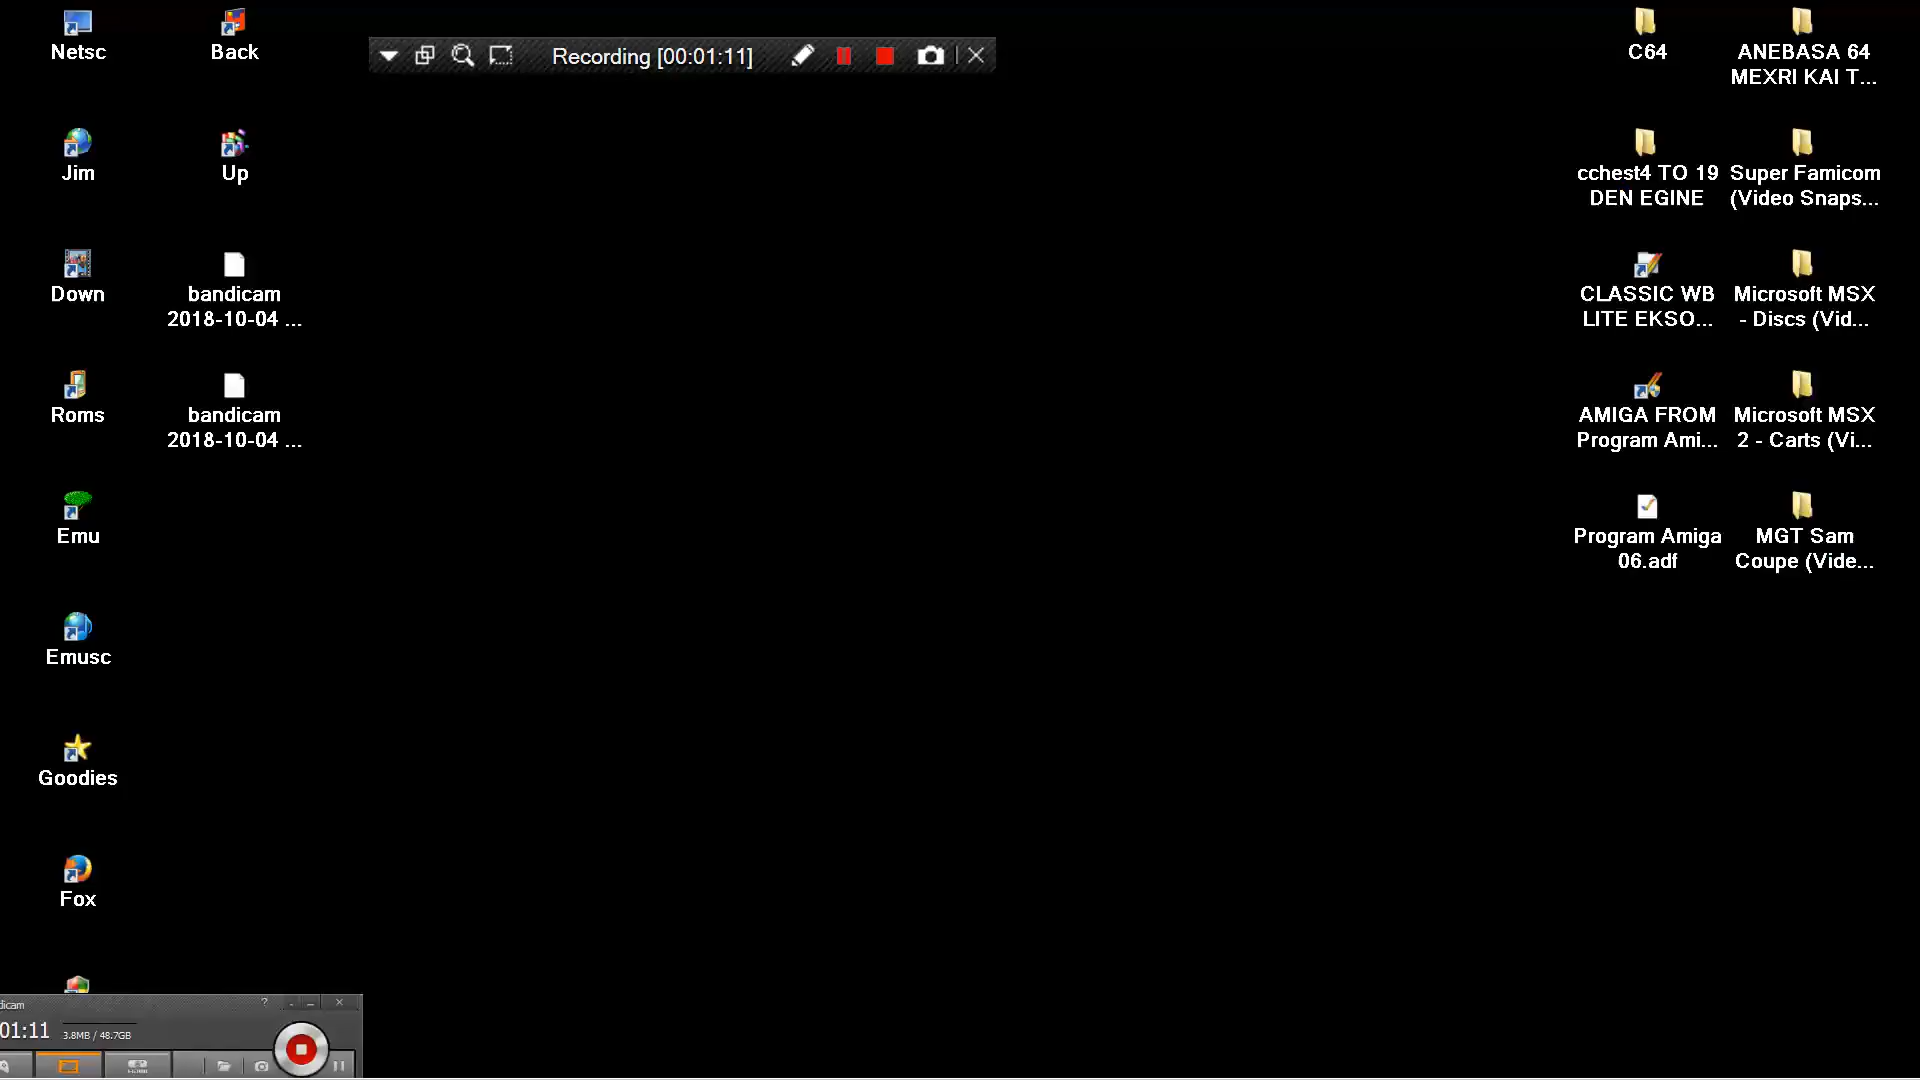 Netsc
Back
Recording [00:01:11]
C64
ANEBASA 64
MEXRI KAI T...
Jim
Up
cchest4 TO 19
DEN EGINE
Super Famicom
(Video Snaps...
Down
bandicam
2018-10-04 ...
CLASSIC WB
LITE EKSO...
Microsoft MSX
- Discs (Vid...
Roms
bandicam
2018-10-04 ...
AMIGA FROM
Program Ami...
Microsoft MSX
2 - Carts (Vi...
Emu
Program Amiga
06.adf
MGT Sam
Coupe (Vide...
Emusc
Goodies
Fox
dicam
?
01:11
3.8MB / 48.7GB